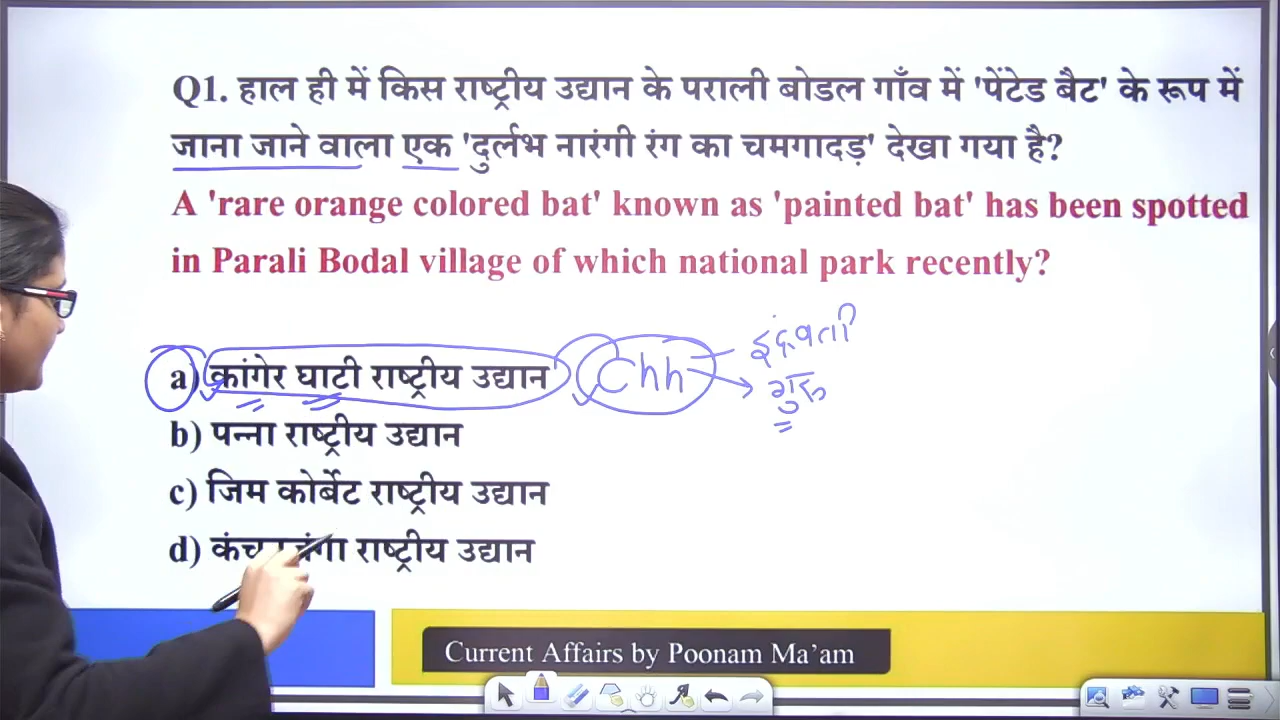 Q1. हाल ही में किस राष्ट्रीय उद्यान के पराली बोडल गाँव में 'पेंटेड बैट' के रूप में
जाना जाने वाला एक 'दुर्लभ नारंगी रंग का चमगादड़' देखा गया है?
A 'rare orange colored bat' known as 'painted bat' has been spotted
in Parali Bodal village of which national park recently?
a) कांगेर घाटी राष्ट्रीय उद्यान Chh
b) पन्ना राष्ट्रीय उद्यान
c) जिम कोर्बेट राष्ट्रीय उद्यान
d) राष्ट्रीय उद्यान
Current Affairs by Poonam Ma'am